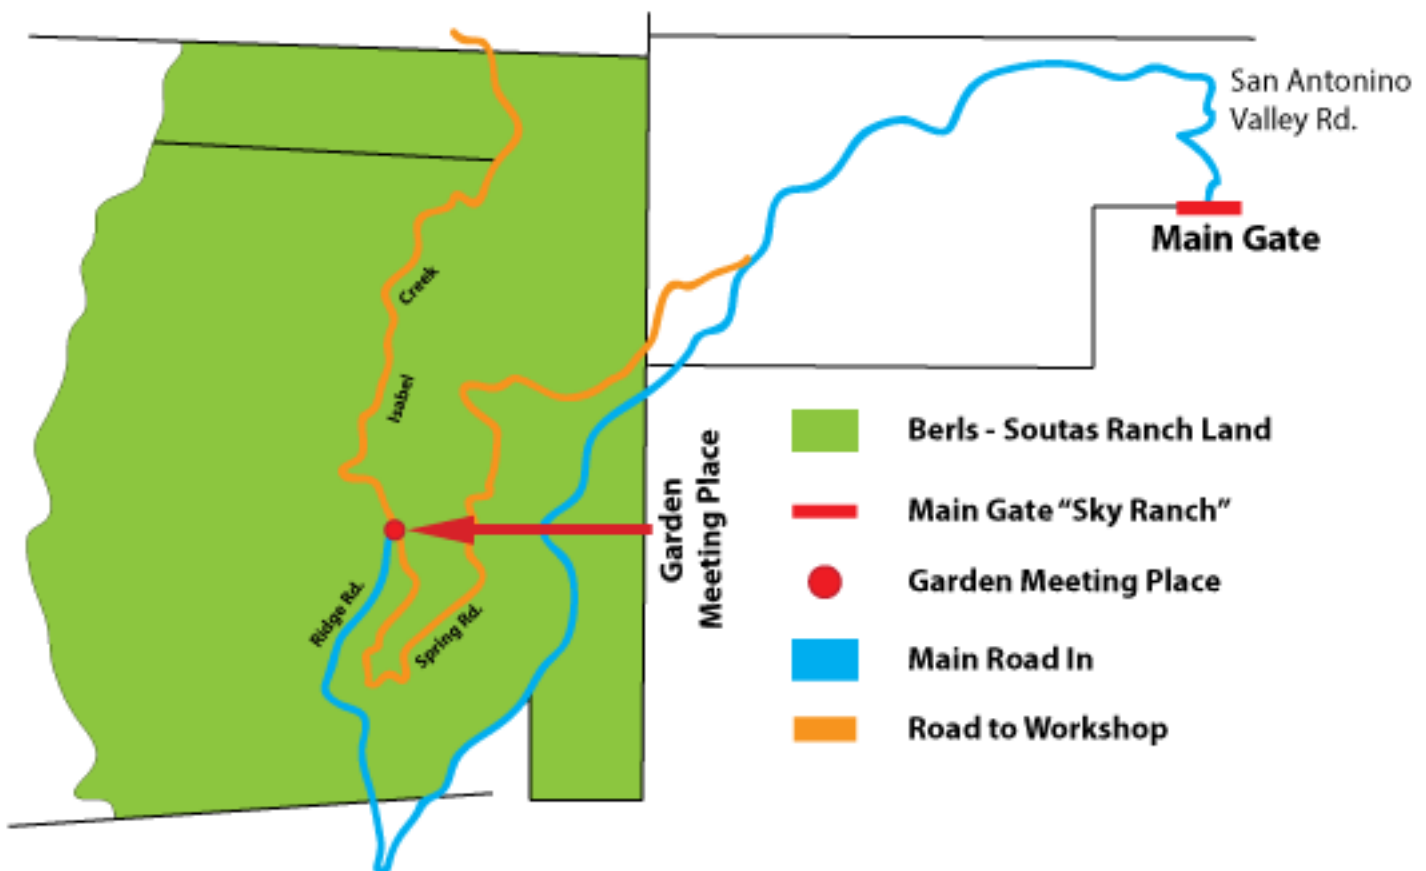 San Antonino
Valley Rd.
Main Gate
Creek
Isabel
Garden
Meeting Place
Ridge Rd.
Spring Rd.
Berls - Soutas Ranch Land
Main Gate “Sky Ranch”
Garden Meeting Place
Main Road In
Road to Workshop